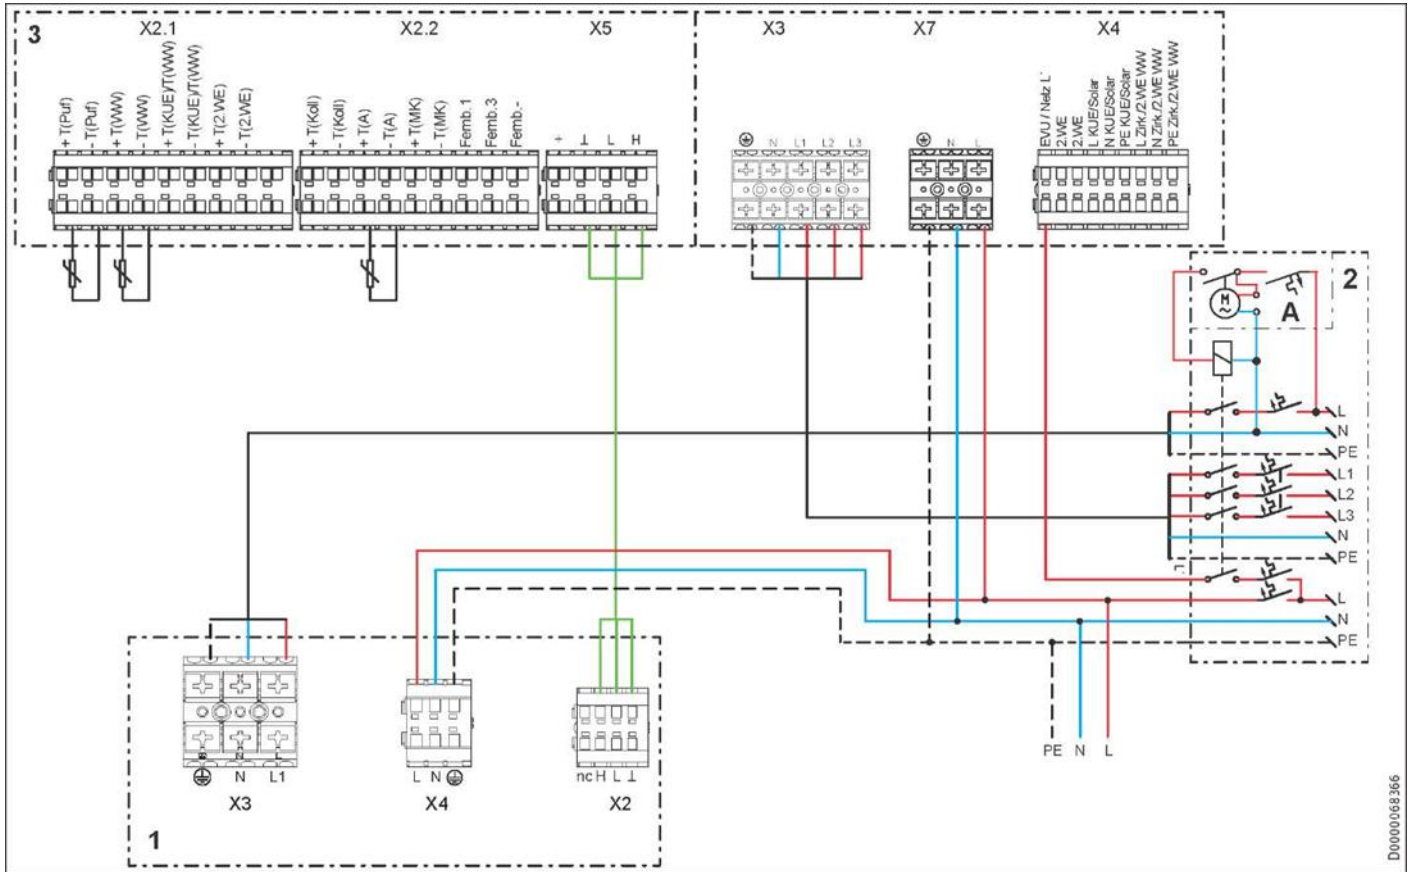 3
X2.1
X2.2
X5
X3
X7
X4
+ T(Puf)
- T(Puf)
+ T(WW)
- T(WW)
+ T(KUE)/T(WW)
- T(KUE)/T(WW)
+ T(2.WE)
- T(2.WE)
+ T(Koll)
- T(Koll)
+ T(A)
- T(A)
+ T(MK)
- T(MK)
Fernb. 1
Fernb. 3
Fernb.-
+ ⊥ L H
N L1 L2 L3
N L
EVU / Netz L'
2.WE
2.WE
L KUE/Solar
N KUE/Solar
PE KUE/Solar
L Zirk./2.WE WW
N Zirk./2.WE WW
PE Zirk./2.WE WW
2
M
~
A
L
N
PE
L1
L2
L3
N
PE
L'
L
N
PE
PE N L
N L
N L1
X3
L N
X4
nc H L ⊥
X2
1
D0000068366